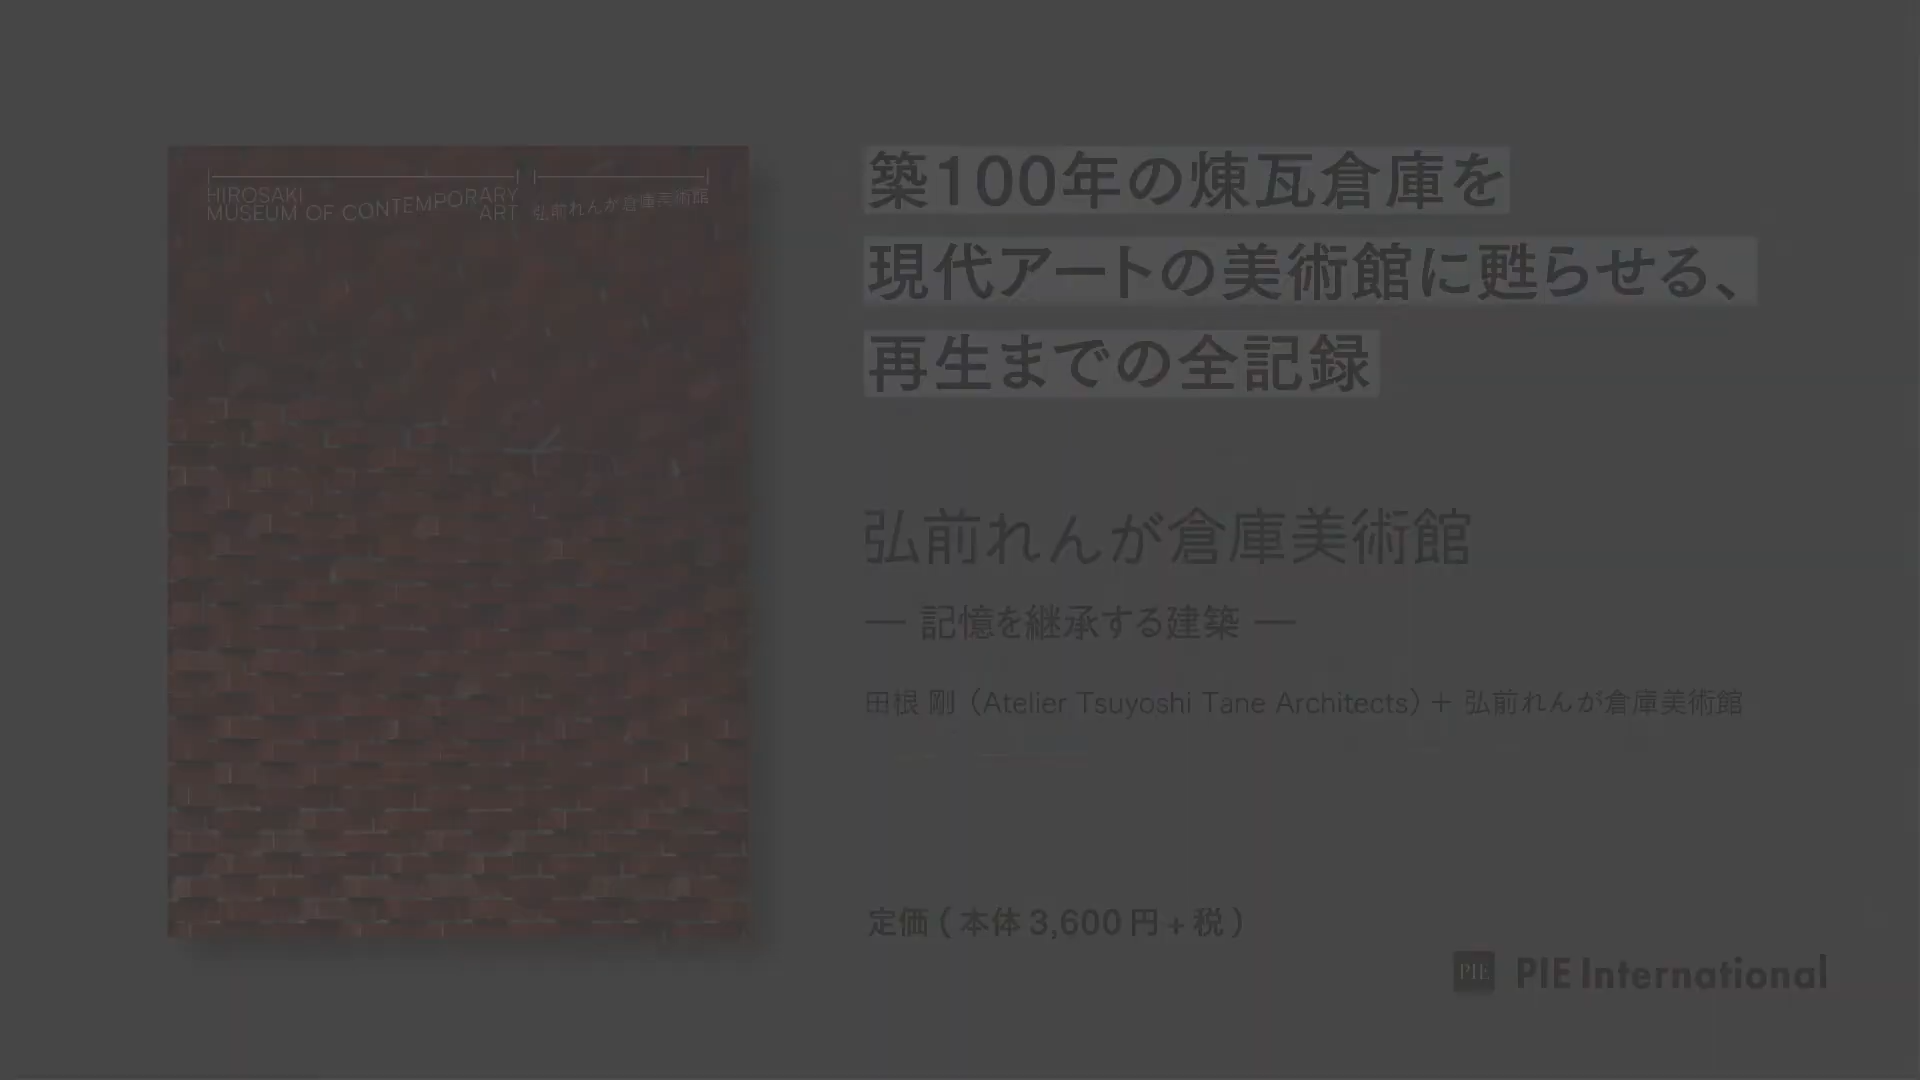 HIROSAKI
MUSEUM OF CONTEMPORARY
ART
弘前れんが倉庫美術館
築100年の煉瓦倉庫を
現代アートの美術館に甦らせる、
再生までの全記録
弘前れんが倉庫美術館
― 記憶を継承する建築 ―
田根 剛（Atelier Tsuyoshi Tane Architects）＋ 弘前れんが倉庫美術館
定価 ( 本体 3,600 円 + 税 )
PIE PIE International